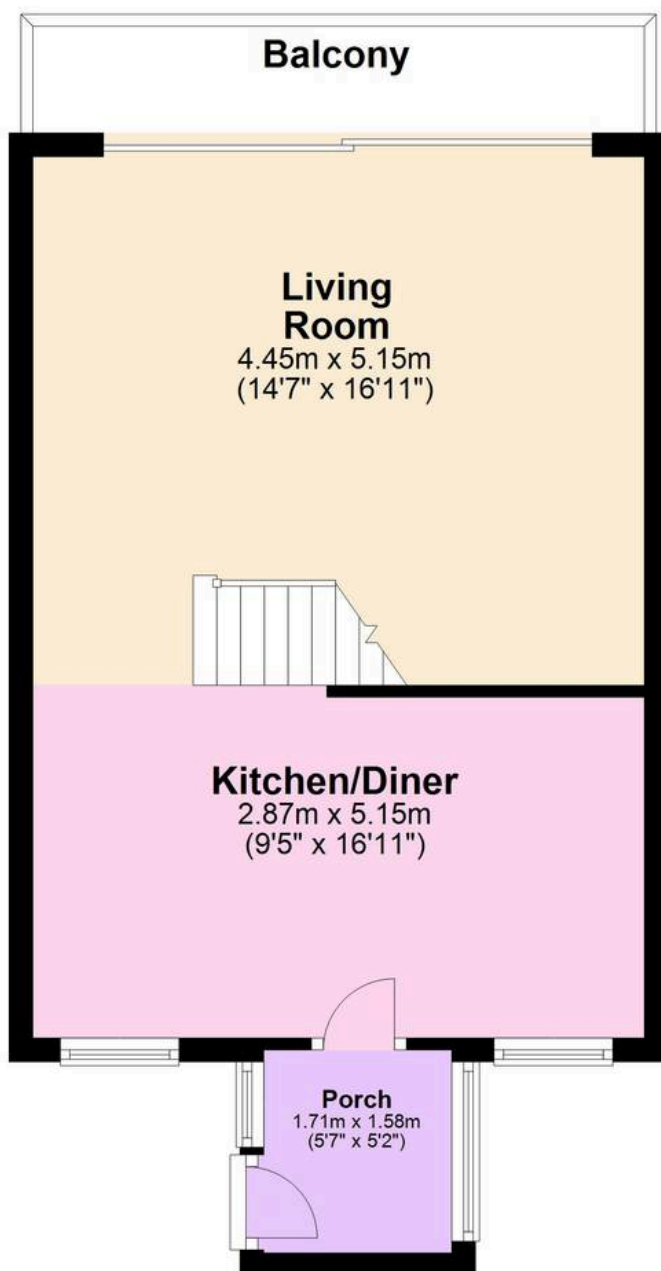 Balcony
Living
Room
4.45m x 5.15m
(14'7" x 16'11")
Kitchen/Diner
2.87m x 5.15m
(9'5" x 16'11")
Porch
1.71m x 1.58m
(5'7" x 5'2")